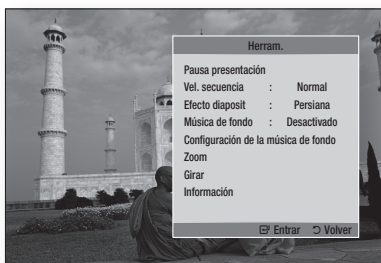 Herram.
Pausa presentación
Vel. secuencia : Normal
Efecto diaposit : Persiana
Música de fondo : Desactivado
Configuración de la música de fondo
Zoom
Girar
Información
Entrar Volver